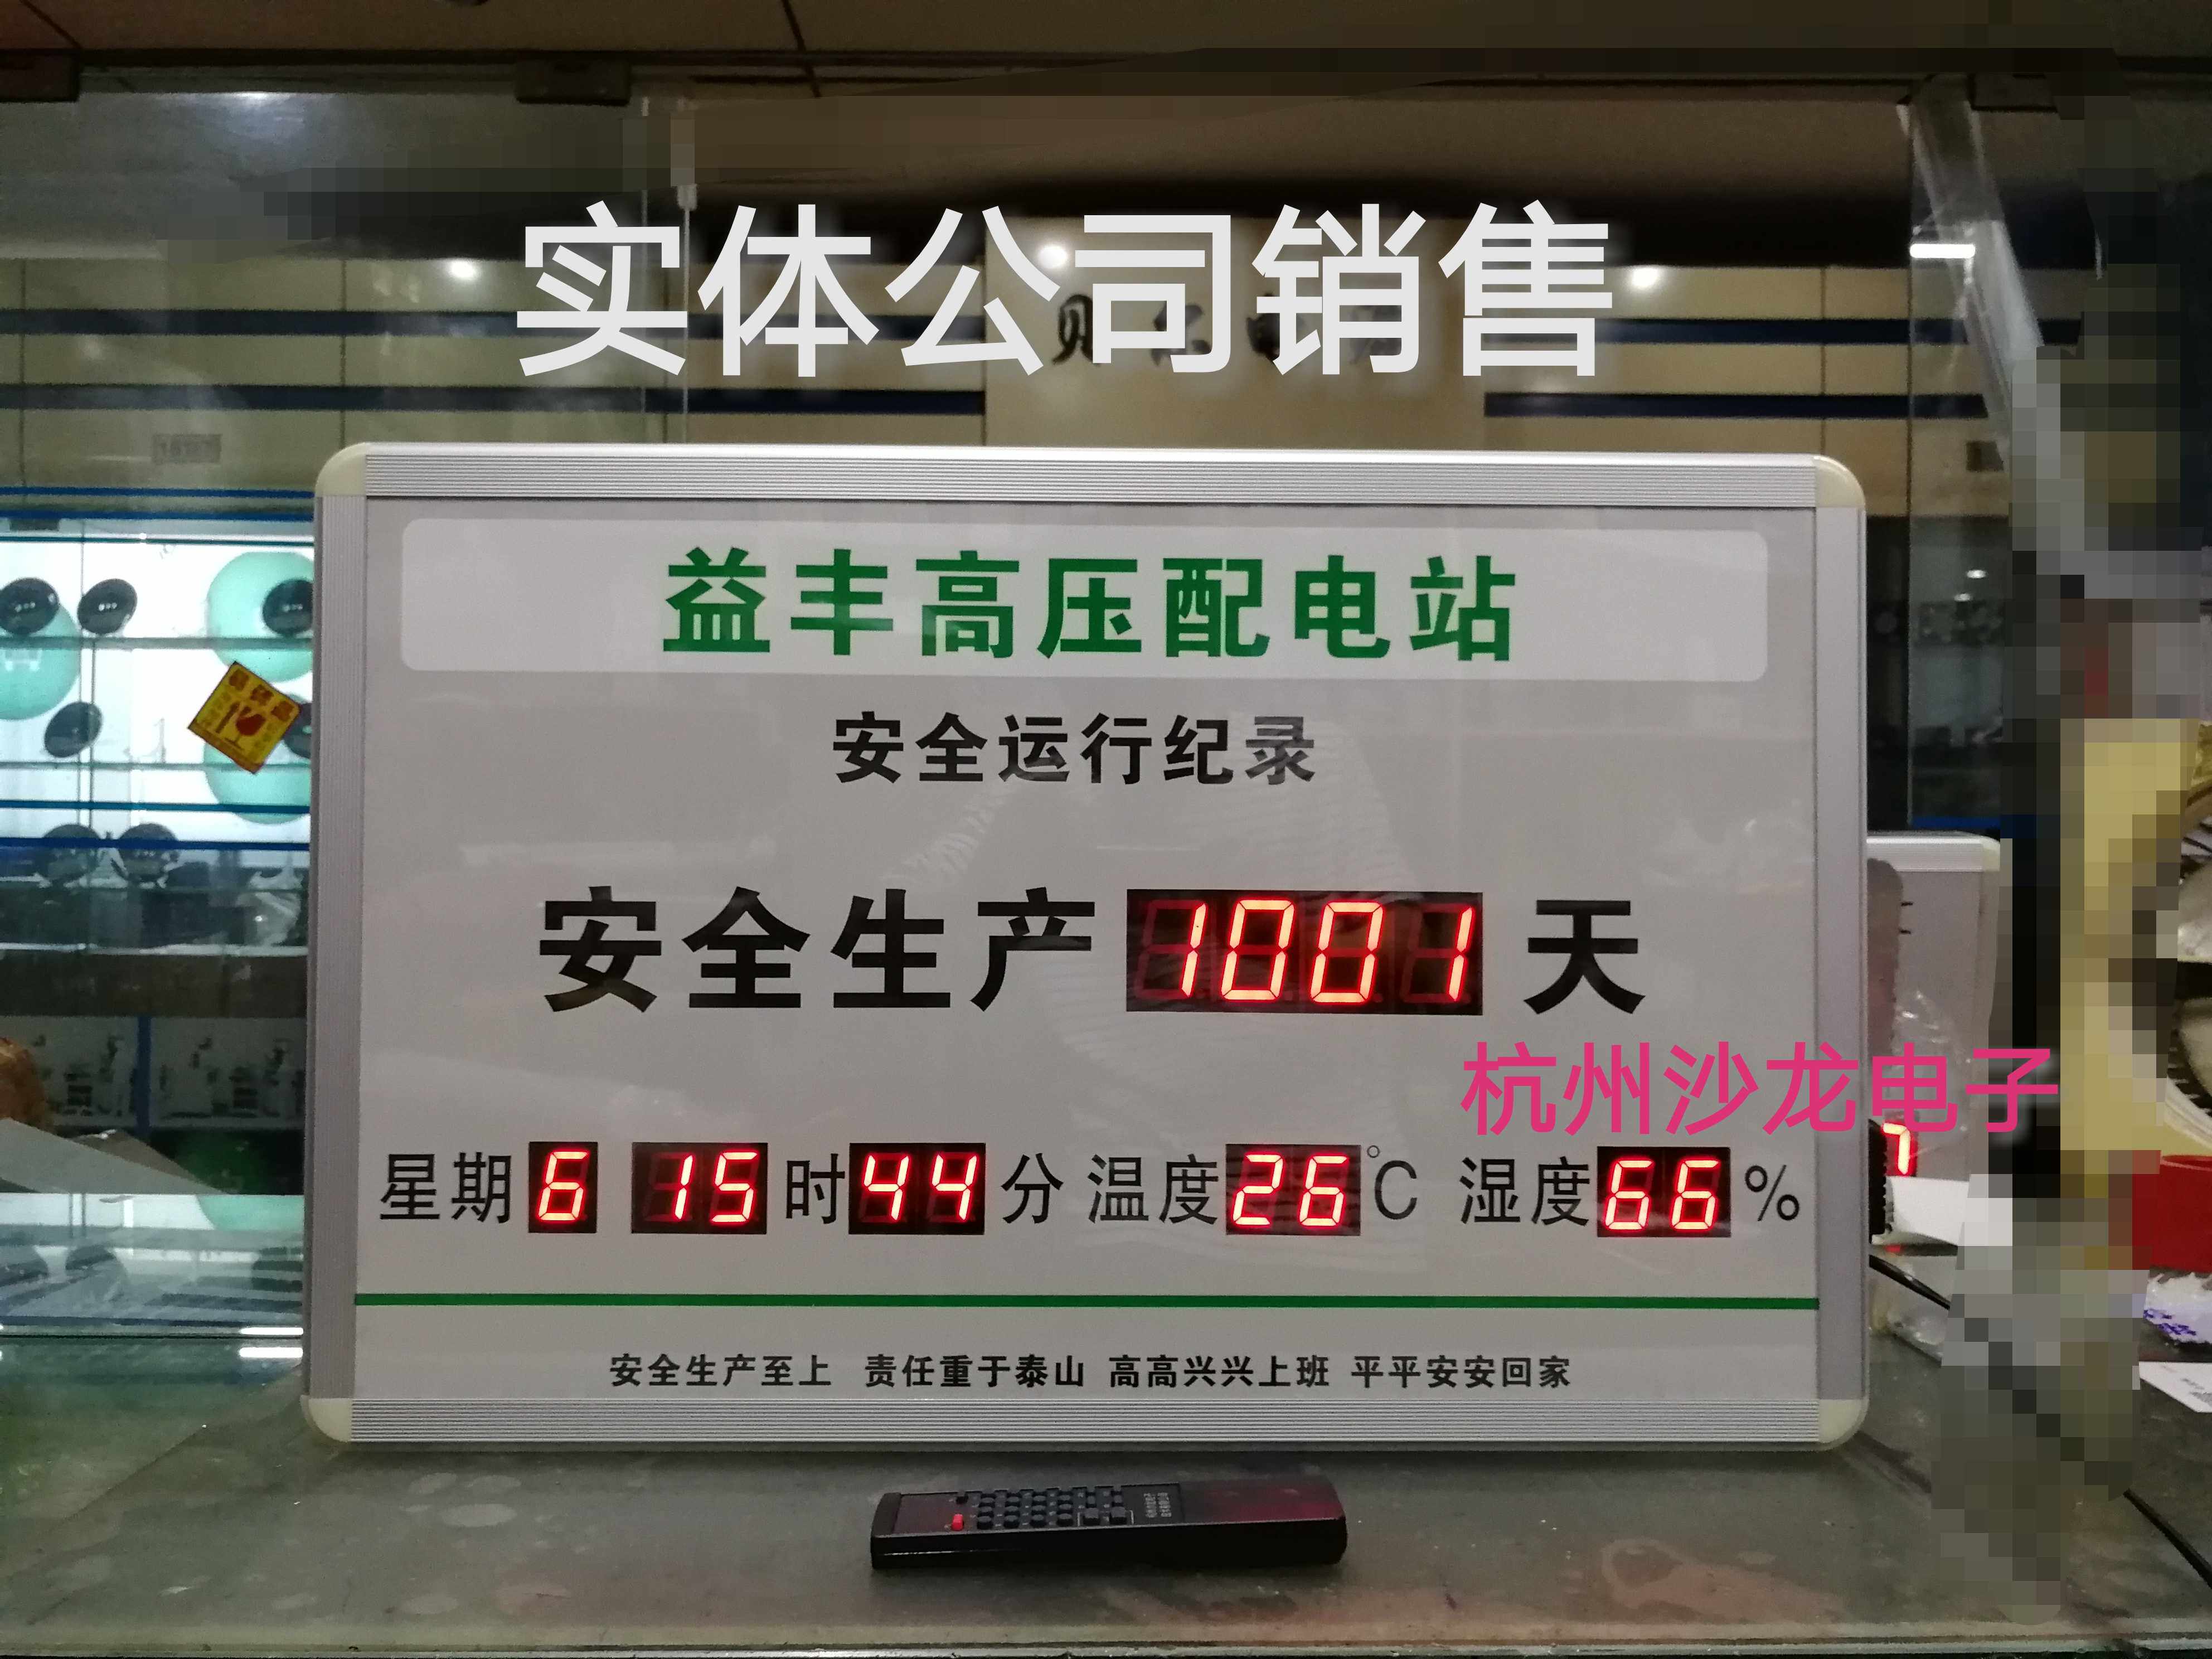 实体公司销售
益丰高压配电站
安全运行纪录
安全生产 1001 天
杭州沙龙电子
星期 6 15 时 44 分 温度 26 ℃ 湿度 66 %
安全生产至上 责任重于泰山 高高兴兴上班 平平安安回家